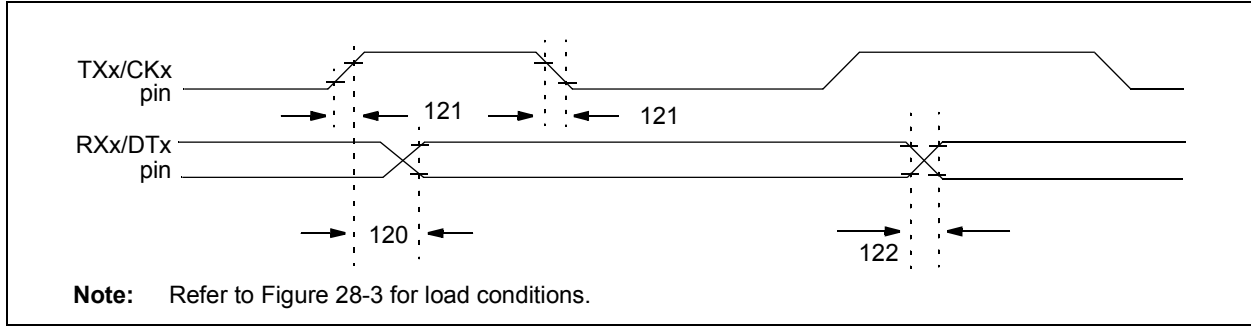 TXx/CKx
pin
121
121
RXx/DTx
pin
120
122
Note: Refer to Figure 28-3 for load conditions.